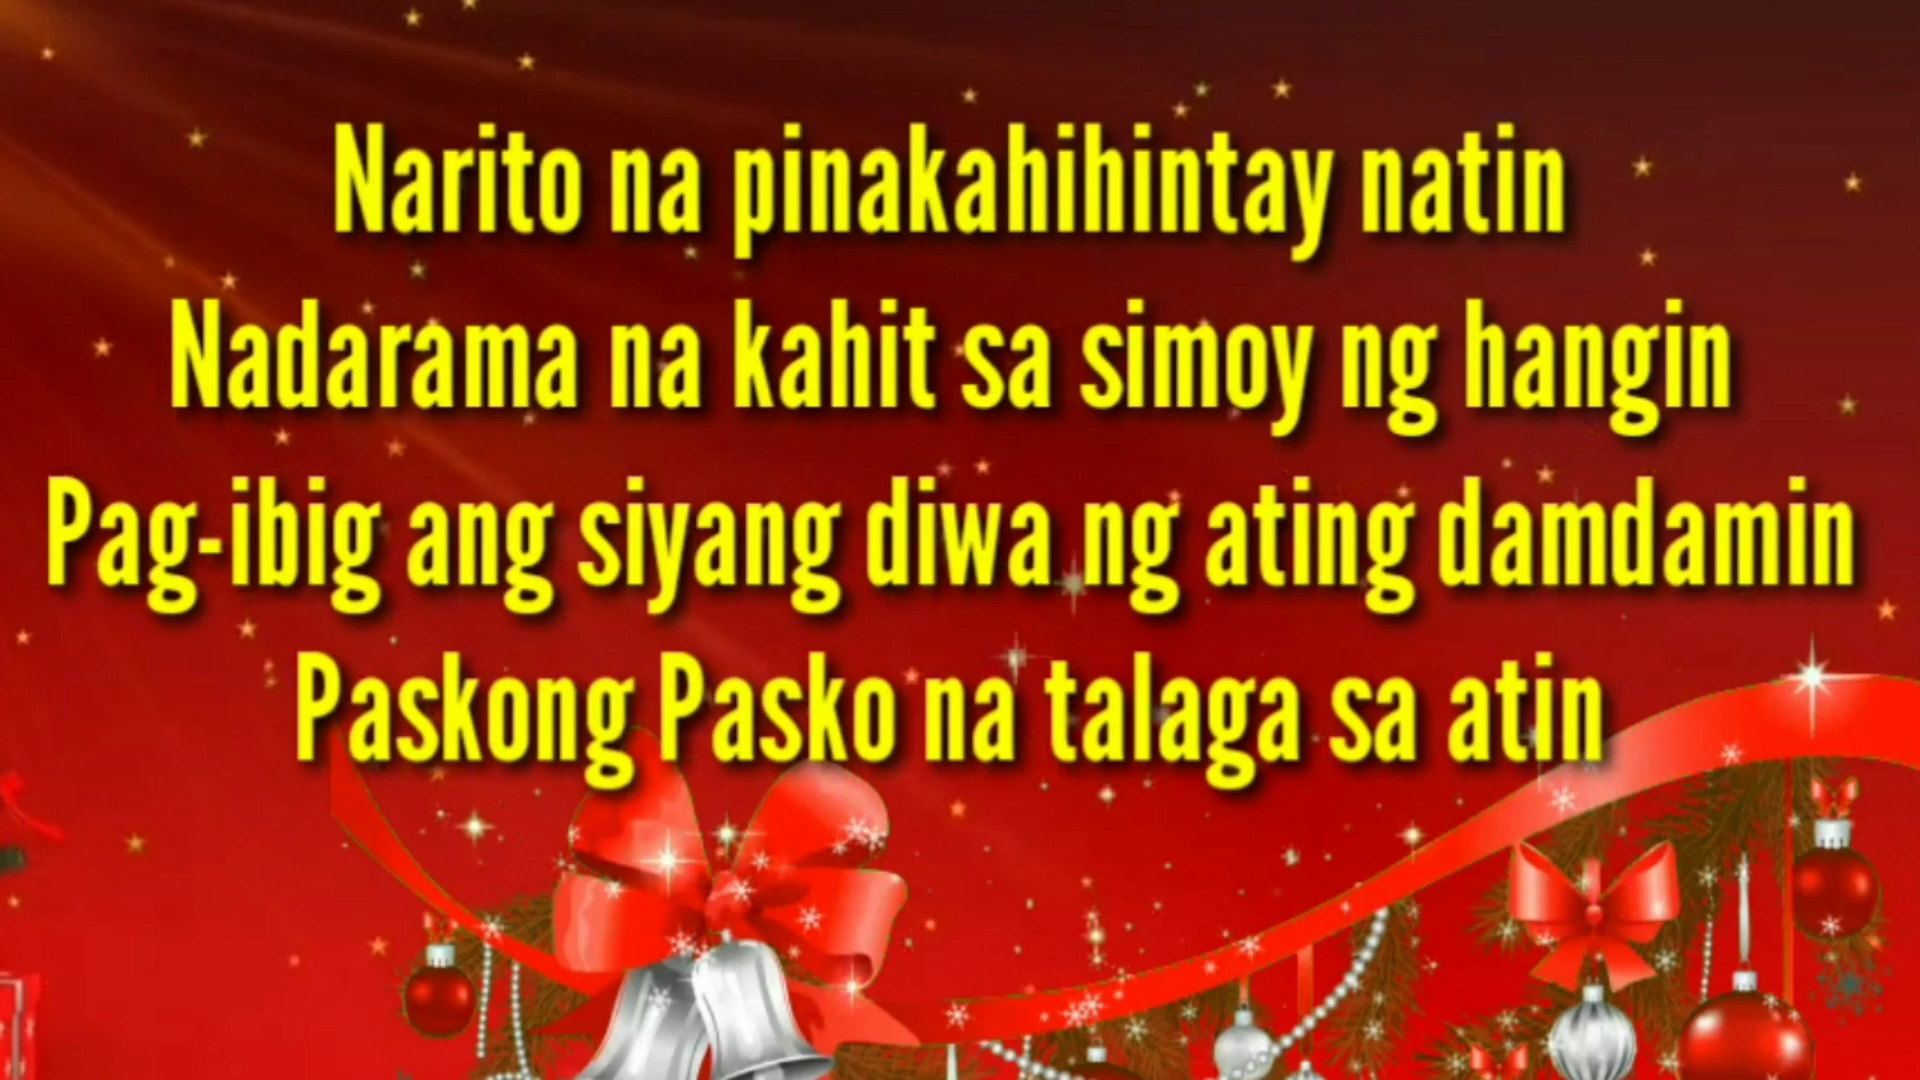 Narito na pinakahihintay natin
Nadarama na kahit sa simoy ng hangin
Pag-ibig ang siyang diwa ng ating damdamin
Paskong Pasko na talaga sa atin